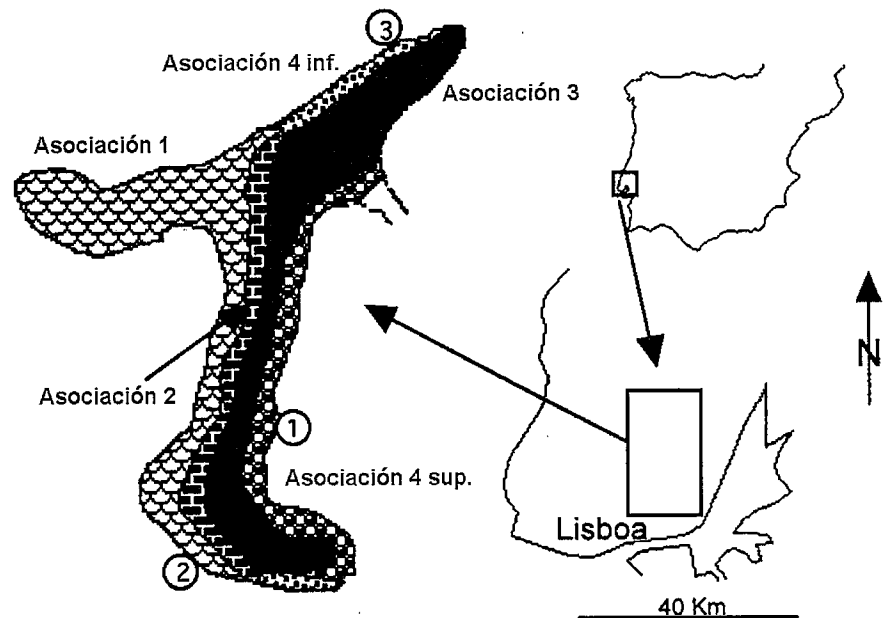 3
Asociación 4 inf.
Asociación 3
Asociación 1
Asociación 2
1
Asociación 4 sup.
2
N
Lisboa
40 Km